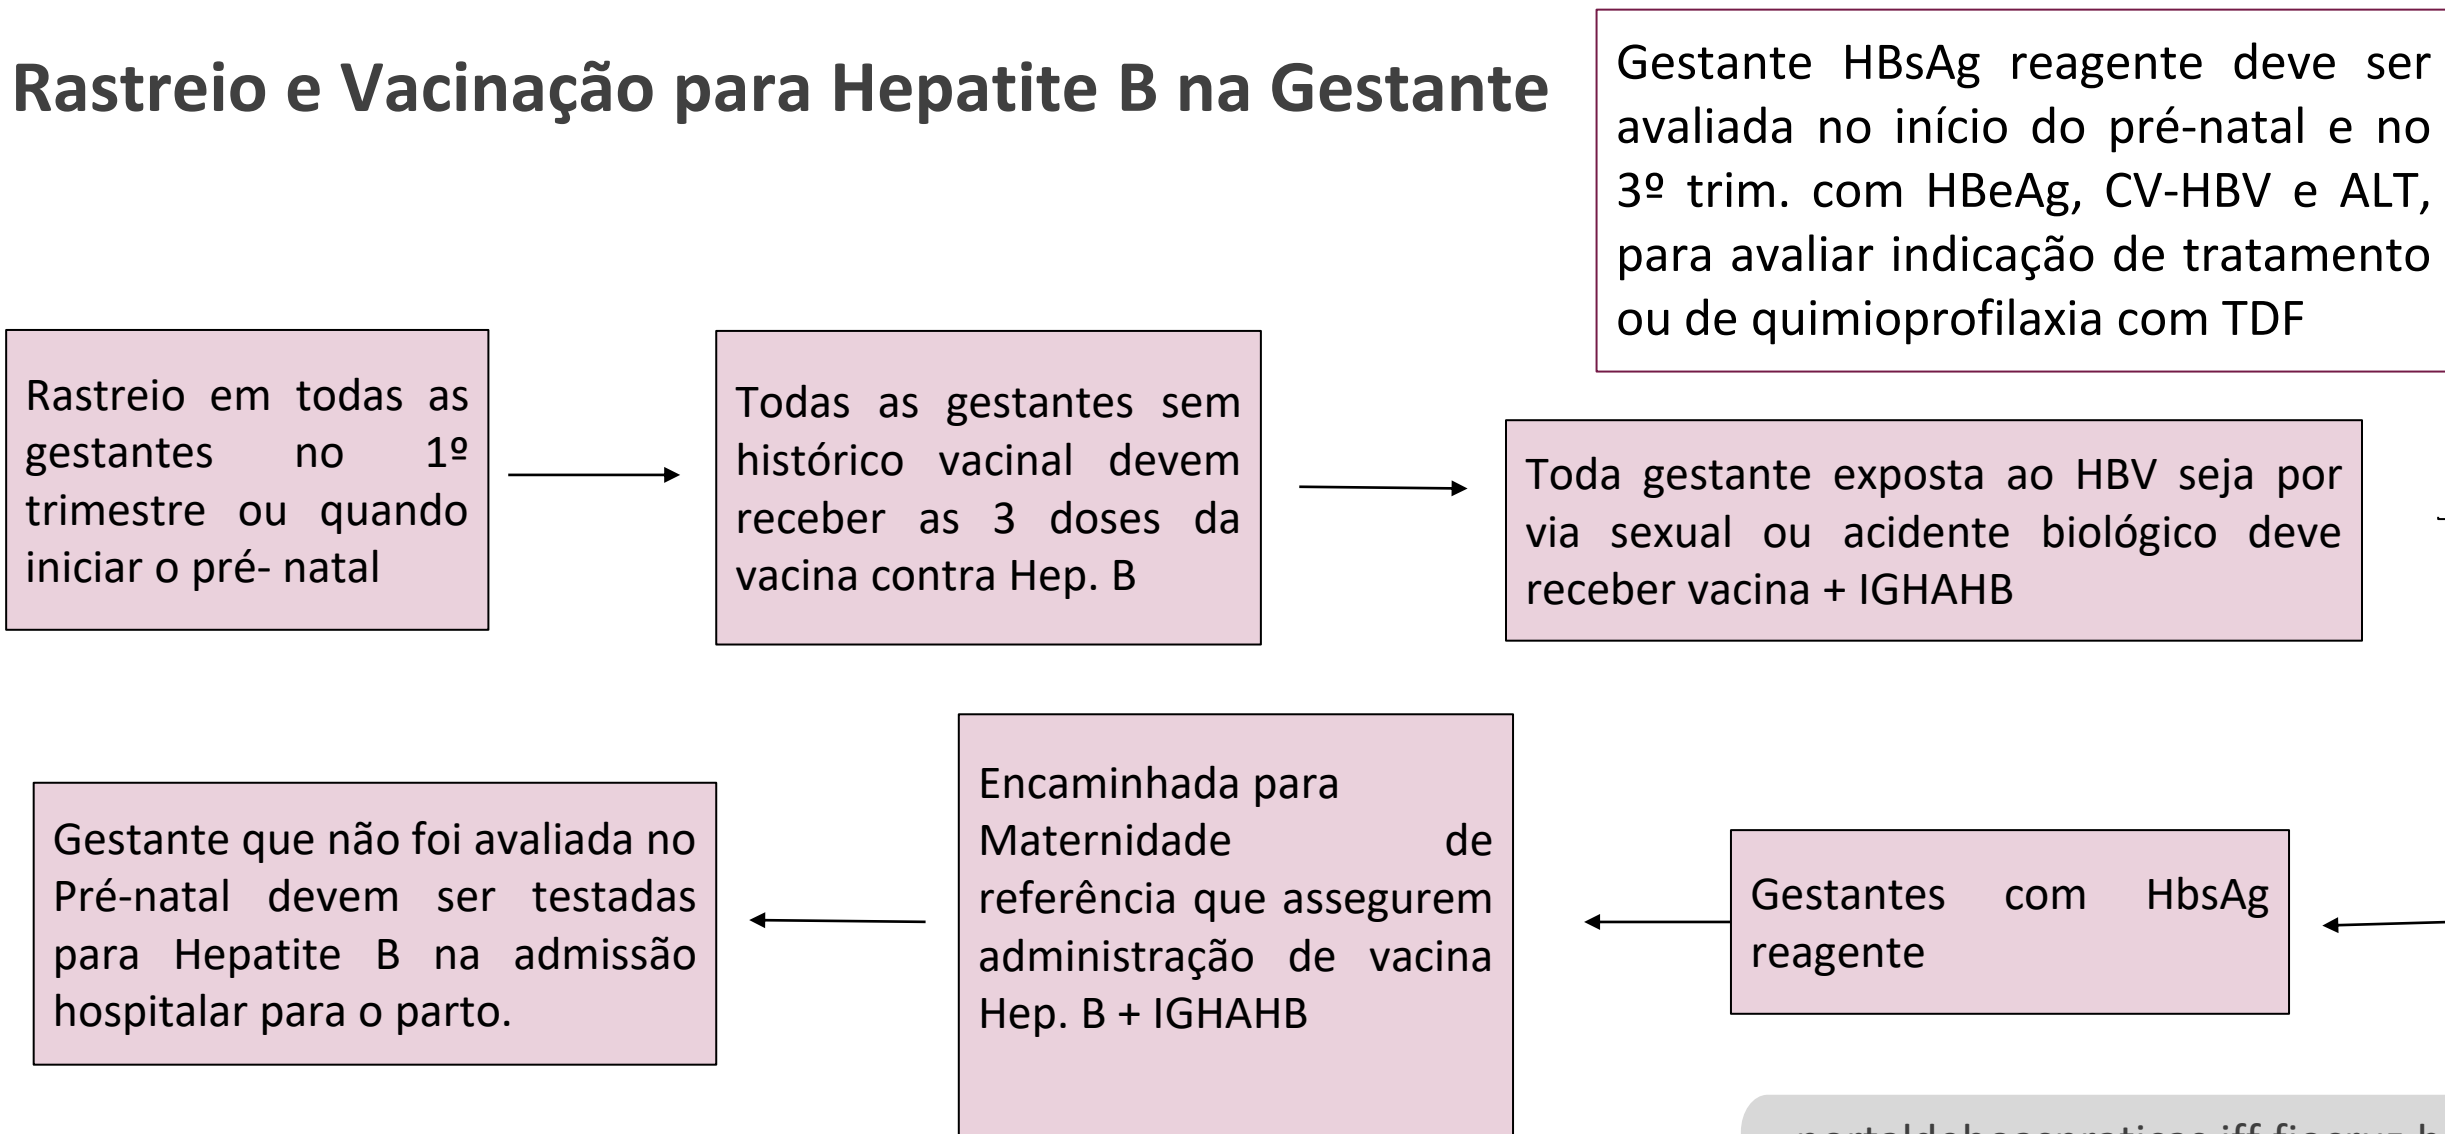 Rastreio e Vacinação para Hepatite B na Gestante
Gestante HBsAg reagente deve ser
avaliada no início do pré-natal e no
3º trim. com HBeAg, CV-HBV e ALT,
para avaliar indicação de tratamento
ou de quimioprofilaxia com TDF
Rastreio em todas as
gestantes no 1º
trimestre ou quando
iniciar o pré- natal
Todas as gestantes sem
histórico vacinal devem
receber as 3 doses da
vacina contra Hep. B
Toda gestante exposta ao HBV seja por
via sexual ou acidente biológico deve
receber vacina + IGHAHB
Gestantes com HbsAg
reagente
Encaminhada para
Maternidade de
referência que assegurem
administração de vacina
Hep. B + IGHAHB
Gestante que não foi avaliada no
Pré-natal devem ser testadas
para Hepatite B na admissão
hospitalar para o parto.